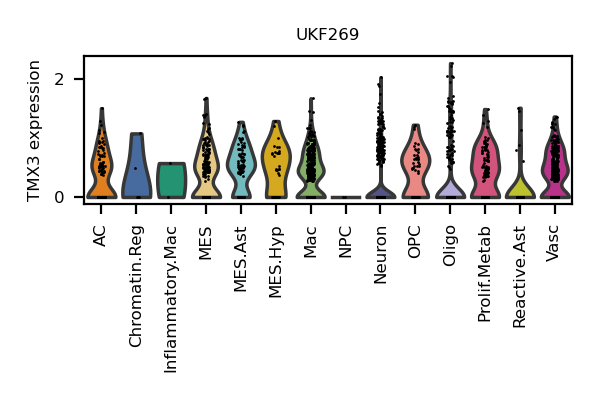 UKF269
TMX3 expression
2
0
AC
Chromatin.Reg
Inflammatory.Mac
MES
MES.Ast
MES.Hyp
Mac
NPC
Neuron
OPC
Oligo
Prolif.Metab
Reactive.Ast
Vasc